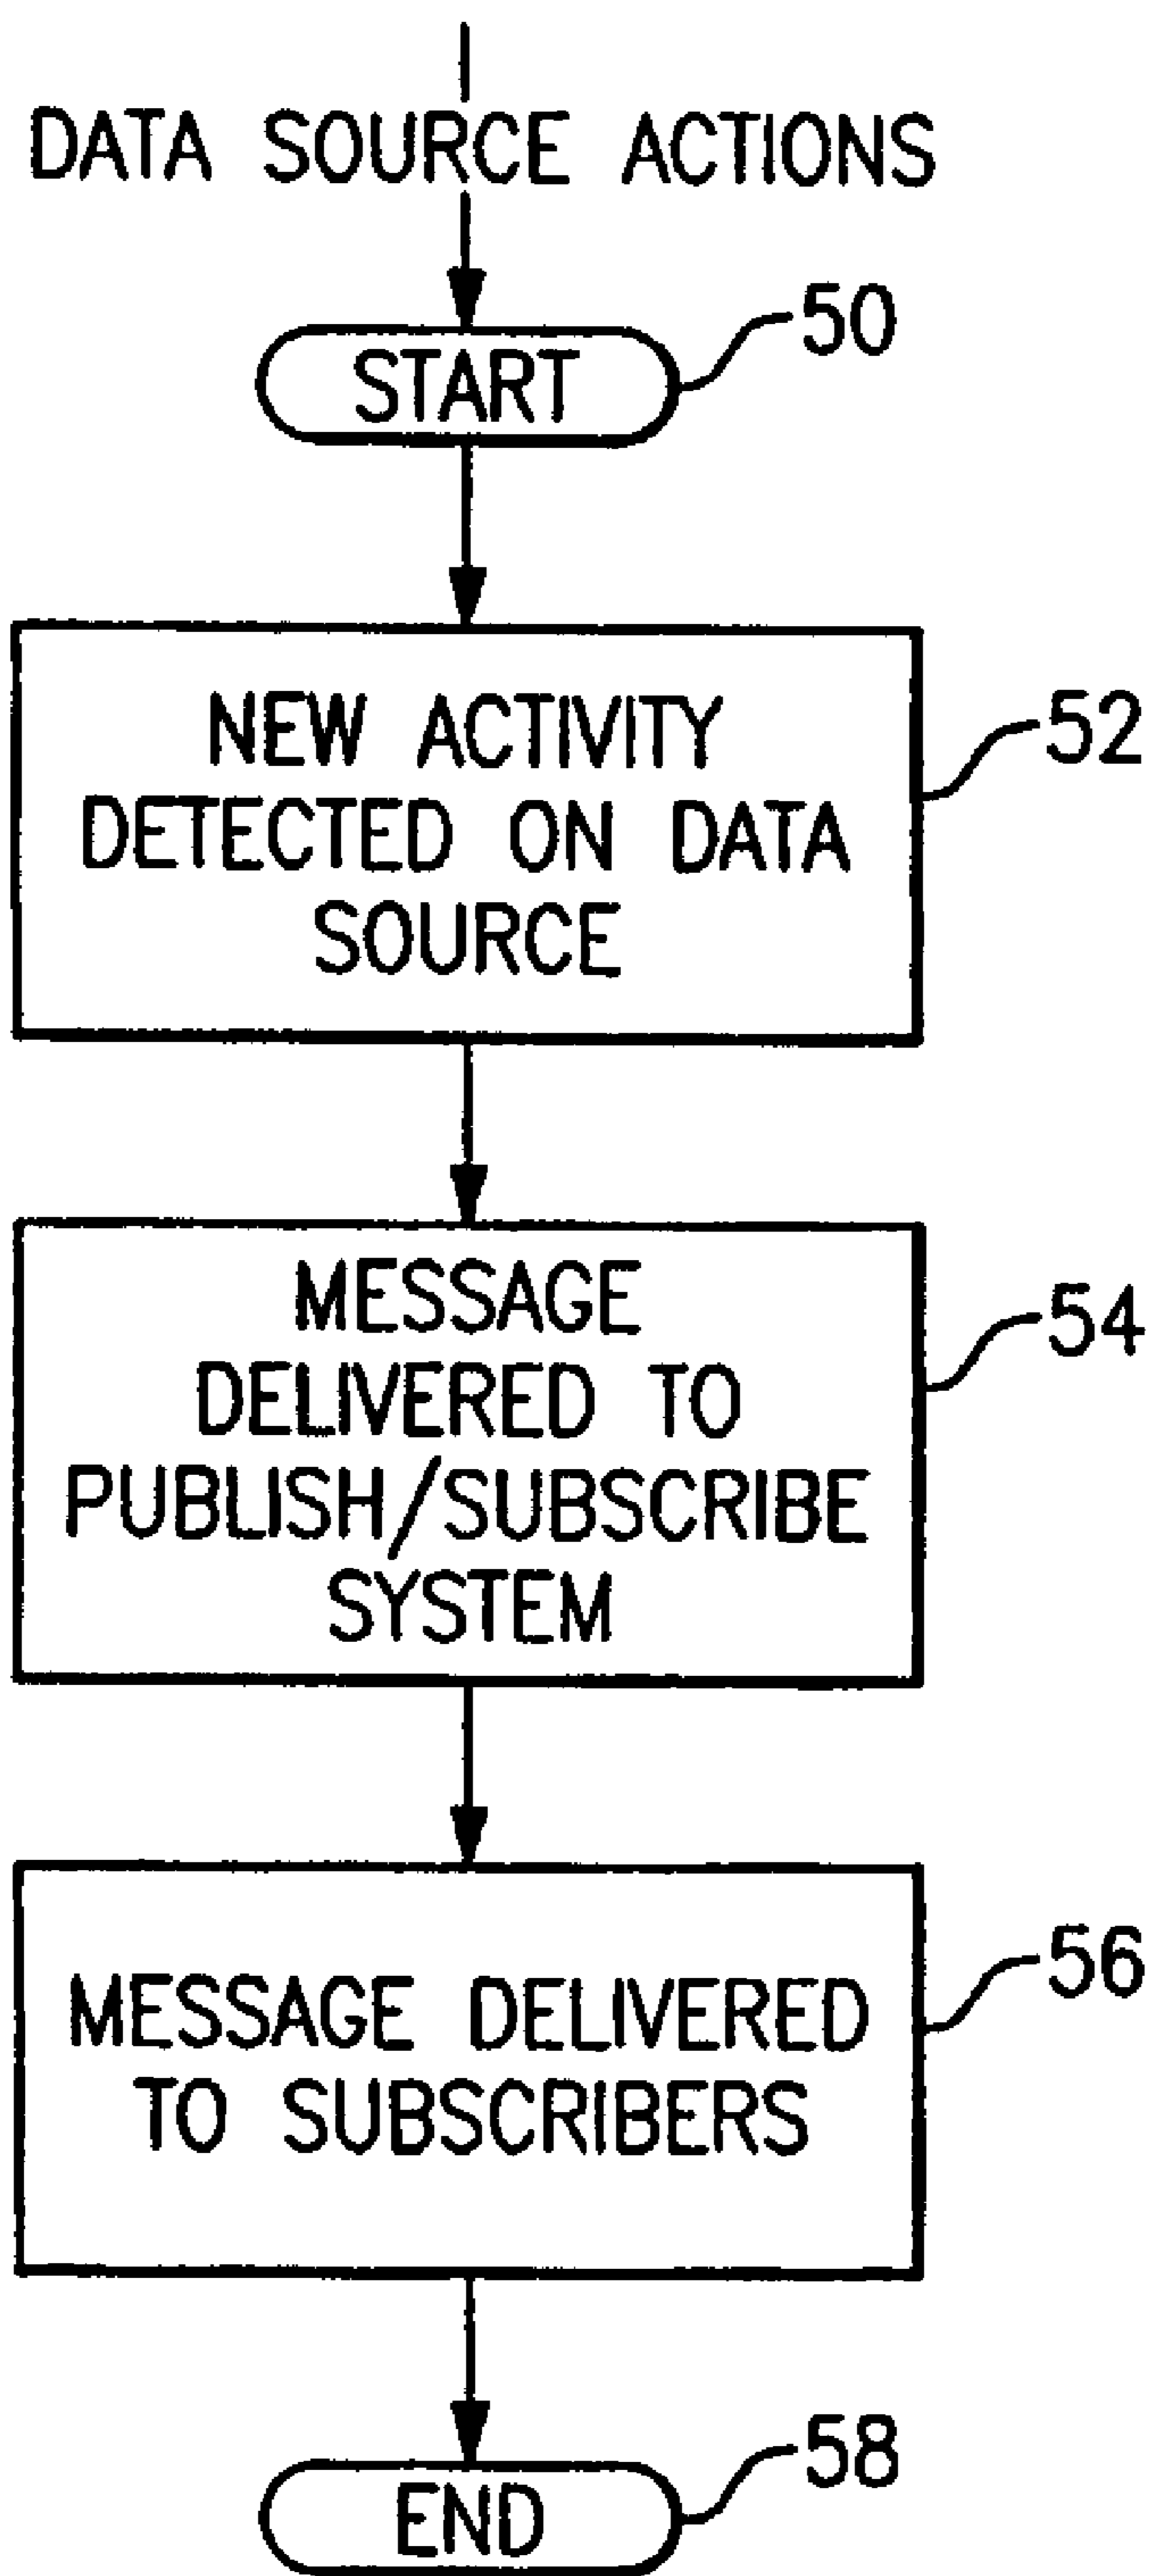 DATA SOURCE ACTIONS
50
START
52
NEW ACTIVITY
DETECTED ON DATA
SOURCE
54
MESSAGE
DELIVERED TO
PUBLISH/SUBSCRIBE
SYSTEM
56
MESSAGE DELIVERED
TO SUBSCRIBERS
58
END